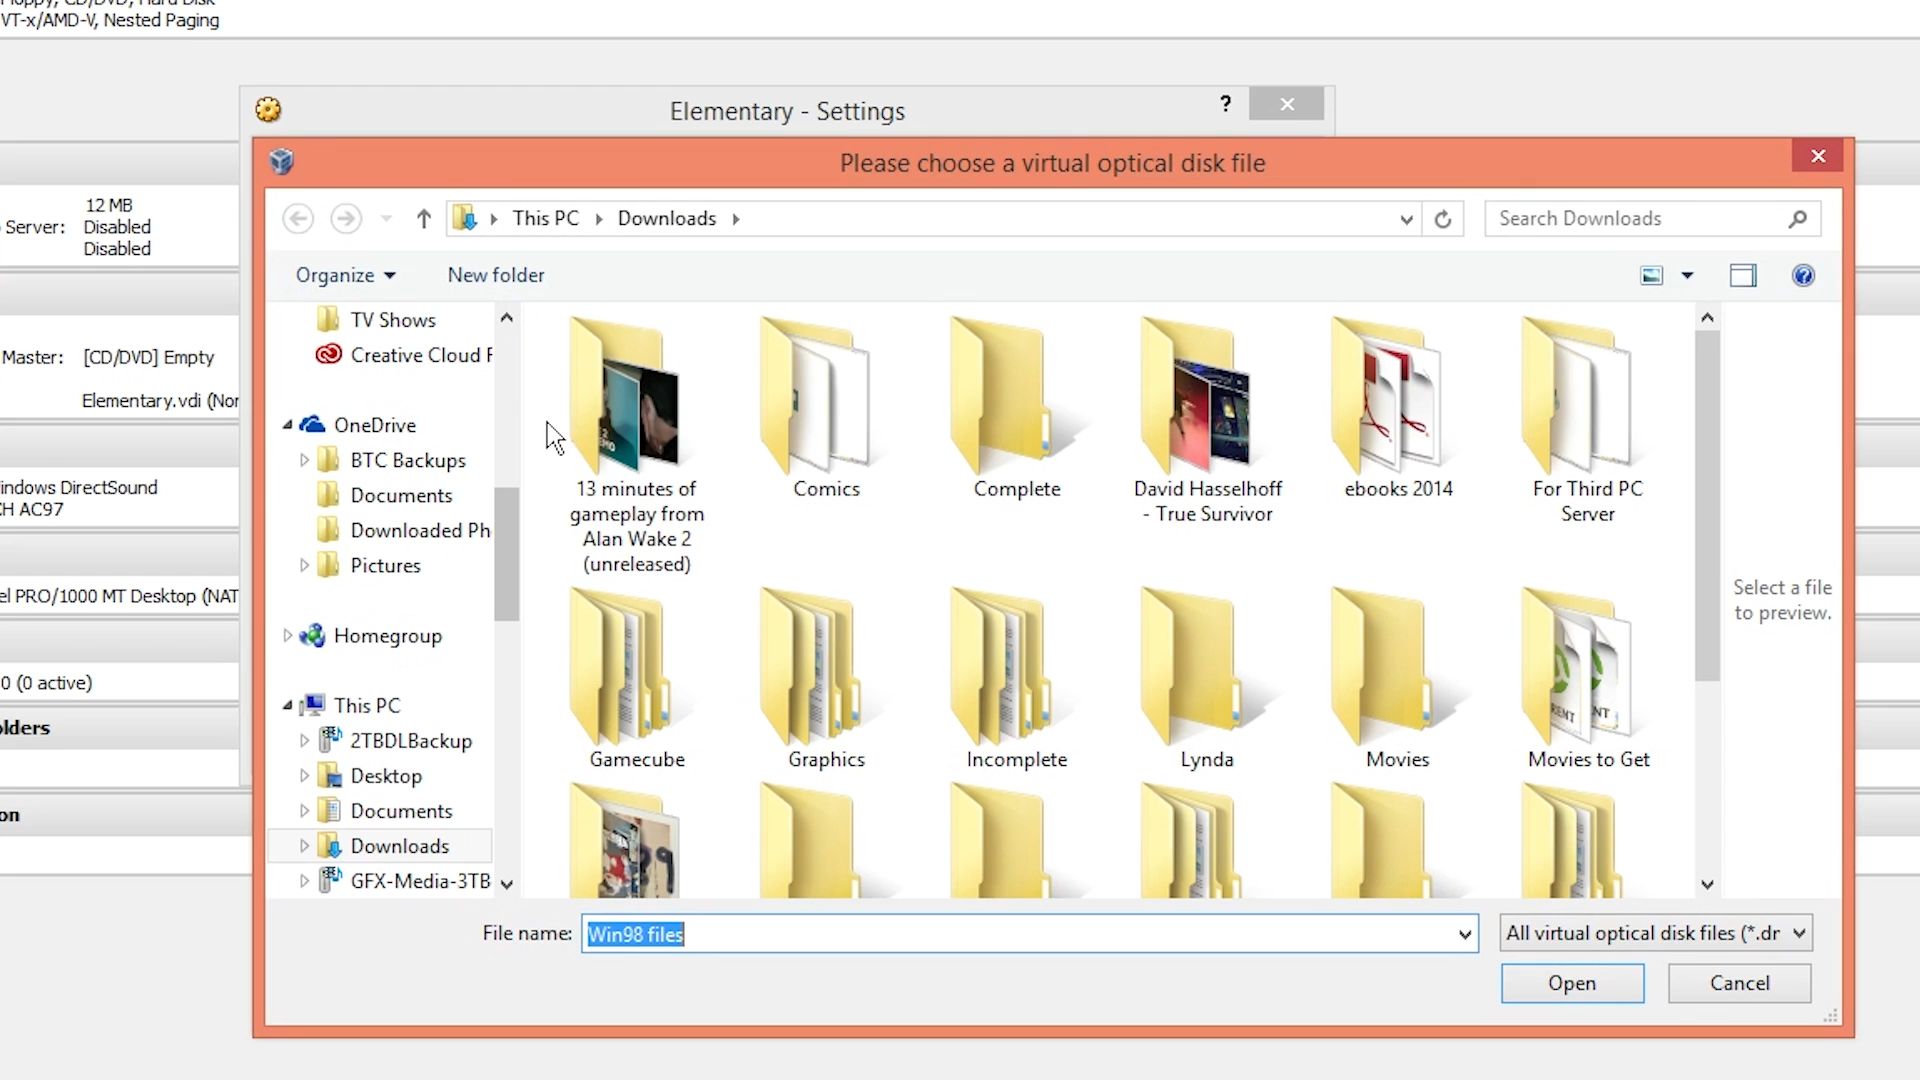 Floppy, CD/DVD, Hard Disk
VT-x/AMD-V, Nested Paging
Elementary - Settings
?
Please choose a virtual optical disk file
12 MB
Server:
Disabled
Disabled
This PC
Downloads
Search Downloads
Organize
New folder
TV Shows
Creative Cloud F
Master:
[CD/DVD] Empty
Elementary.vdi (Nor
OneDrive
BTC Backups
Documents
Downloaded Ph
Pictures
indows DirectSound
CH AC97
el PRO/1000 MT Desktop (NAT
Homegroup
0 (0 active)
olders
on
This PC
2TBDLBackup
Desktop
Documents
Downloads
GFX-Media-3TB
13 minutes of
gameplay from
Alan Wake 2
(unreleased)
Comics
Complete
David Hasselhoff
- True Survivor
ebooks 2014
For Third PC
Server
Gamecube
Graphics
Incomplete
Lynda
Movies
Movies to Get
Select a file
to preview.
File name:
Win98 files
All virtual optical disk files (*.dr
Open
Cancel